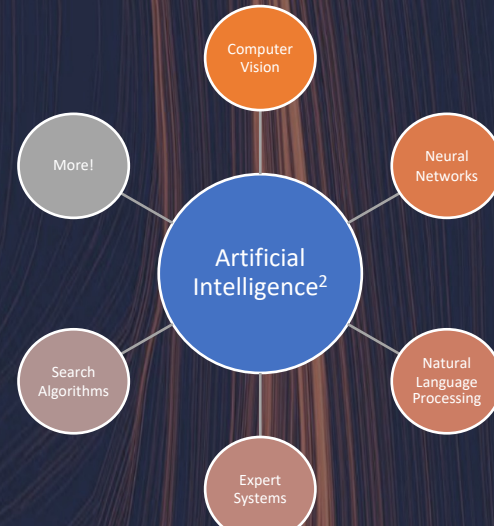 Computer
Vision
More!
Neural
Networks
Artificial
Intelligence²
Search
Algorithms
Natural
Language
Processing
Expert
Systems